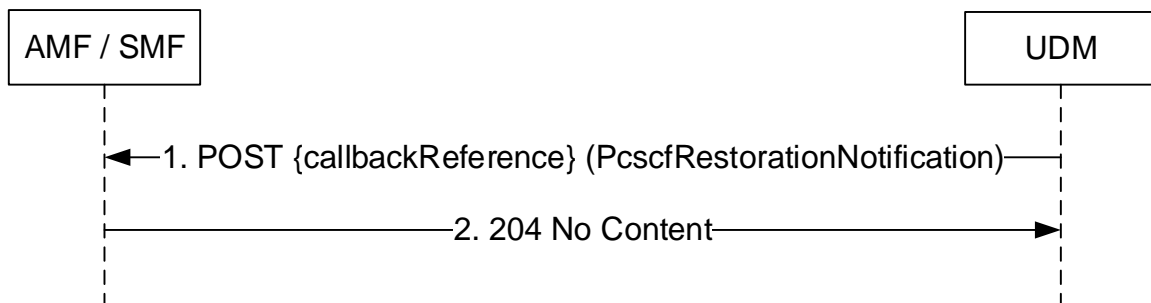 AMF / SMF
UDM
1. POST {callbackReference} (PcscfRestorationNotification)
2. 204 No Content